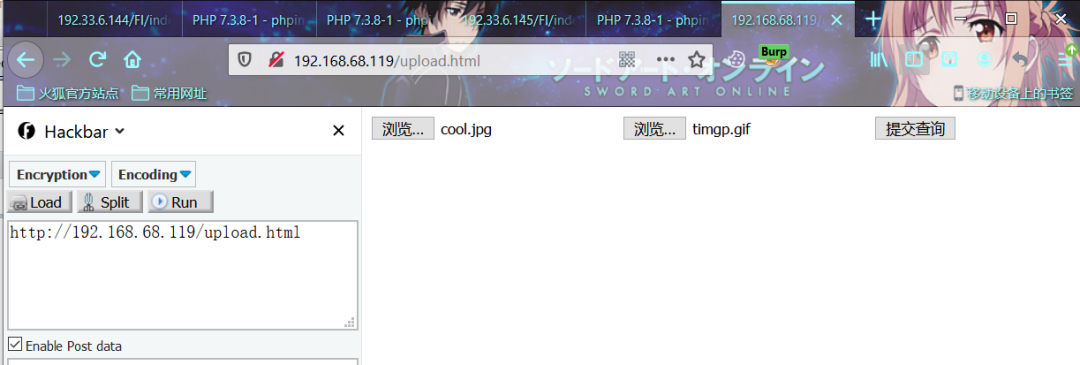 192.33.6.144/FI/ind
PHP 7.3.8-1 - phpin
PHP 7.3.8-1 - phpi
192.33.6.145/FI/ind
PHP 7.3.8-1 - phpin
192.168.68.119/
Burp
192.168.68.119/upload.html
ソードアート・オンライン
SWORD ART ONLINE
火狐官方站点
常用网址
移动设备上的书签
Hackbar
浏览... cool.jpg
浏览... timgp.gif
提交查询
Encryption
Encoding
Load
Split
Run
http://192.168.68.119/upload.html
Enable Post data